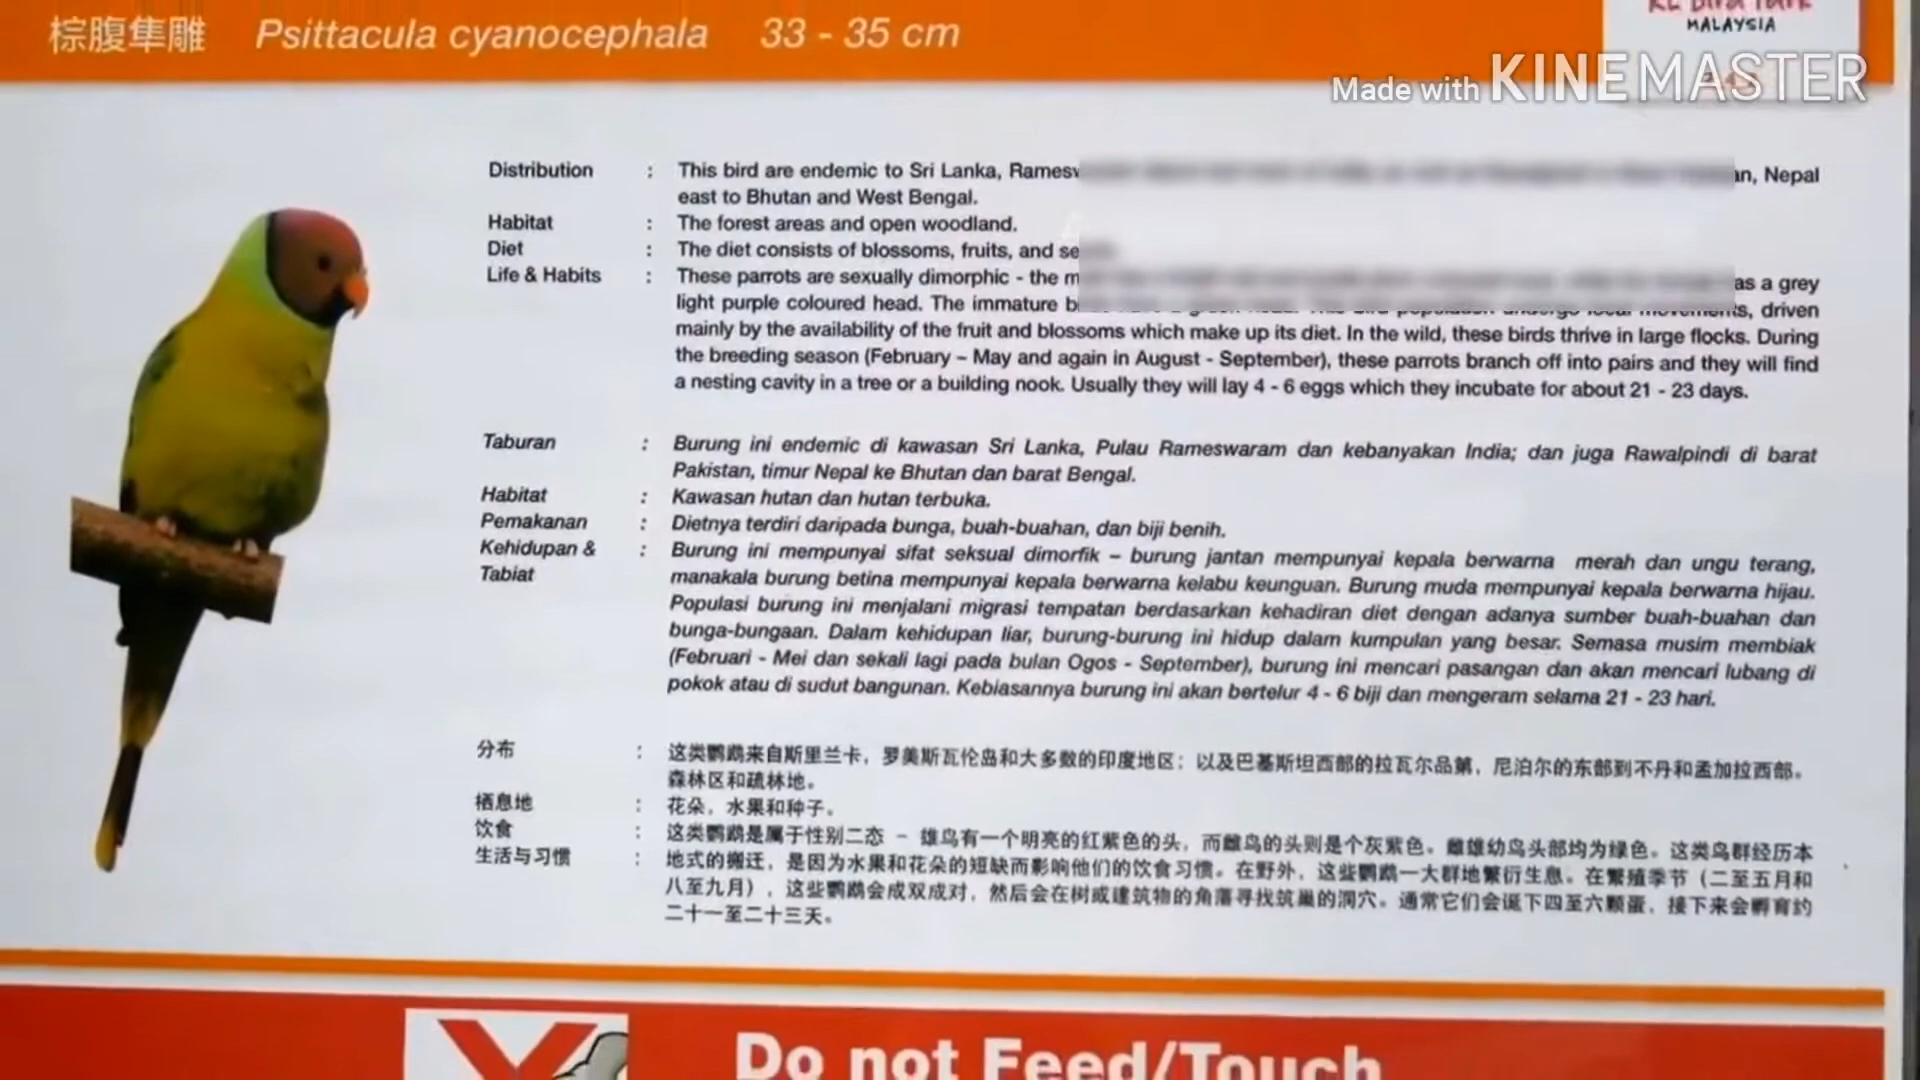 棕腹隼雕 Psittacula cyanocephala 33 - 35 cm
KL Bird Park
MALAYSIA
Made with KINEMASTER
Distribution : This bird are endemic to Sri Lanka, Ramesw an, Nepal
east to Bhutan and West Bengal.
Habitat : The forest areas and open woodland.
Diet : The diet consists of blossoms, fruits, and se
Life & Habits : These parrots are sexually dimorphic - the m as a grey
light purple coloured head. The immature b driven
mainly by the availability of the fruit and blossoms which make up its diet. In the wild, these birds thrive in large flocks. During
the breeding season (February – May and again in August - September), these parrots branch off into pairs and they will find
a nesting cavity in a tree or a building nook. Usually they will lay 4 - 6 eggs which they incubate for about 21 - 23 days.
Taburan : Burung ini endemic di kawasan Sri Lanka, Pulau Rameswaram dan kebanyakan India; dan juga Rawalpindi di barat
Pakistan, timur Nepal ke Bhutan dan barat Bengal.
Habitat : Kawasan hutan dan hutan terbuka.
Pemakanan : Dietnya terdiri daripada bunga, buah-buahan, dan biji benih.
Kehidupan & : Burung ini mempunyai sifat seksual dimorfik – burung jantan mempunyai kepala berwarna merah dan ungu terang,
Tabiat manakala burung betina mempunyai kepala berwarna kelabu keunguan. Burung muda mempunyai kepala berwarna hijau.
Populasi burung ini menjalani migrasi tempatan berdasarkan kehadiran diet dengan adanya sumber buah-buahan dan
bunga-bungaan. Dalam kehidupan liar, burung-burung ini hidup dalam kumpulan yang besar. Semasa musim membiak
(Februari - Mei dan sekali lagi pada bulan Ogos - September), burung ini mencari pasangan dan akan mencari lubang di
pokok atau di sudut bangunan. Kebiasannya burung ini akan bertelur 4 - 6 biji dan mengeram selama 21 - 23 hari.
分布 : 这类鹦鹉来自斯里兰卡，罗美斯瓦伦岛和大多数的印度地区；以及巴基斯坦西部的拉瓦尔品第，尼泊尔的东部到不丹和孟加拉西部。
森林区和疏林地。
栖息地 : 花朵，水果和种子。
饮食 : 这类鹦鹉是属于性别二态 － 雄鸟有一个明亮的红紫色的头，而雌鸟的头则是个灰紫色。雌雄幼鸟头部均为绿色。这类鸟群经历本
生活与习惯 : 地式的搬迁，是因为水果和花朵的短缺而影响他们的饮食习惯。在野外，这些鹦鹉一大群地繁衍生息。在繁殖季节（二至五月和
八至九月），这些鹦鹉会成双成对，然后会在树或建筑物的角落寻找筑巢的洞穴。通常它们会诞下四至六颗蛋，接下来会孵育约
二十一至二十三天。
Do not Feed/Touch